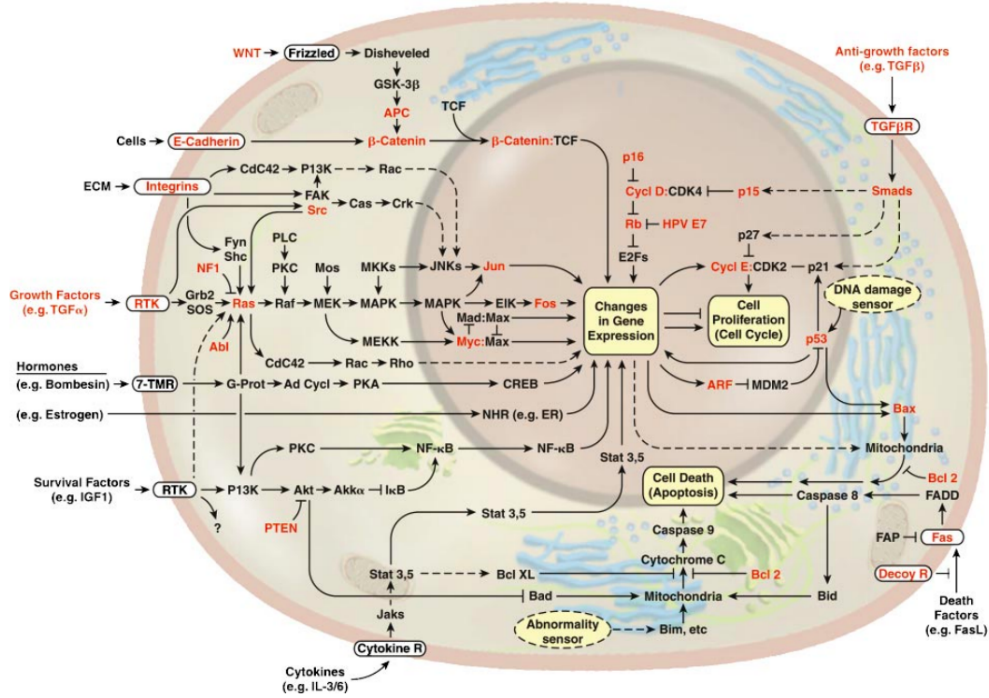 WNT
Frizzled
Disheveled
GSK-3β
APC
TCF
Cells
E-Cadherin
β-Catenin
β-Catenin:TCF
Anti-growth factors
(e.g. TGFβ)
TGFβR
Smads
CdC42
P13K
Rac
ECM
Integrins
FAK
Src
Cas
Crk
p16
Cycl D:CDK4
p15
Rb
HPV E7
E2Fs
p27
Cycl E:CDK2
p21
DNA damage
sensor
Fyn
Shc
NF1
PLC
PKC
Mos
MKKs
JNKs
Jun
Growth Factors
(e.g. TGFα)
RTK
Grb2
SOS
Ras
Raf
MEK
MAPK
MAPK
EIK
Fos
Mad:Max
MEKK
Myc:Max
Abl
CdC42
Rac
Rho
Changes
in Gene
Expression
Cell
Proliferation
(Cell Cycle)
p53
ARF
MDM2
Hormones
(e.g. Bombesin)
7-TMR
G-Prot
Ad Cycl
PKA
CREB
(e.g. Estrogen)
NHR (e.g. ER)
Bax
Mitochondria
PKC
NF-κB
NF-κB
Stat 3,5
Survival Factors
(e.g. IGF1)
RTK
P13K
Akt
Akkα
IκB
PTEN
?
Stat 3,5
Cell Death
(Apoptosis)
Caspase 8
Bcl 2
FADD
Caspase 9
Cytochrome C
FAP
Fas
Stat 3,5
Bcl XL
Bcl 2
Decoy R
Jaks
Bad
Mitochondria
Bid
Death
Factors
(e.g. FasL)
Abnormality
sensor
Bim, etc
Cytokine R
Cytokines
(e.g. IL-3/6)